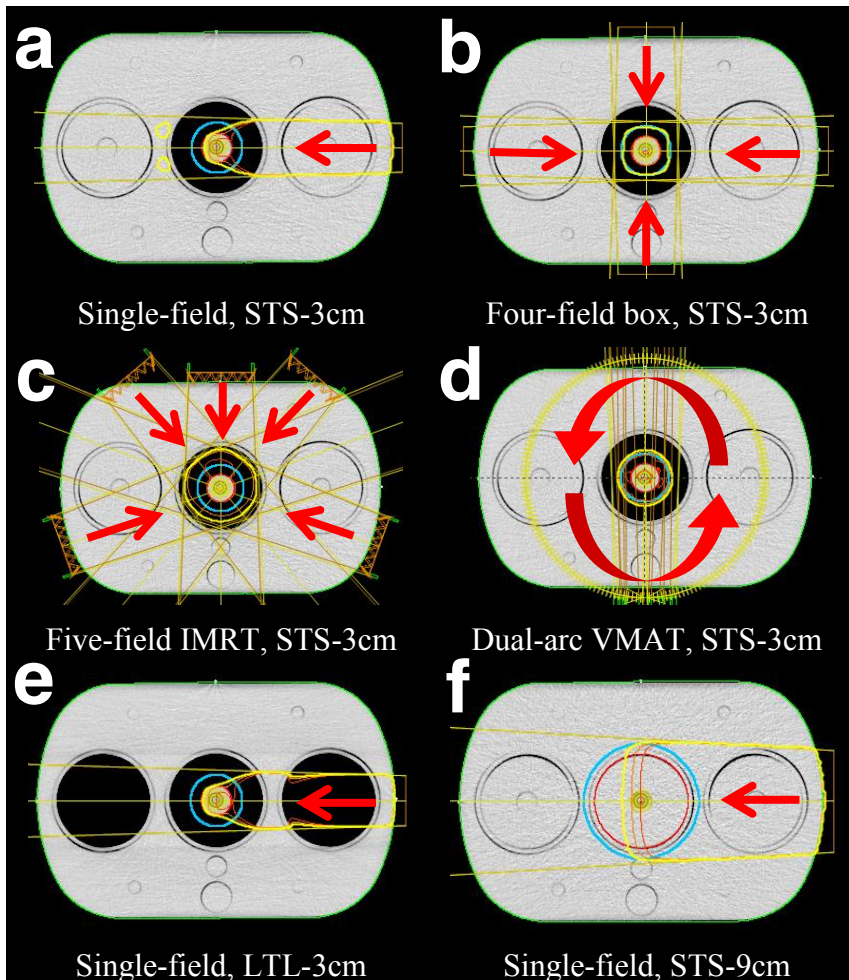 a
b
Single-field, STS-3cm
Four-field box, STS-3cm
c
d
Five-field IMRT, STS-3cm
Dual-arc VMAT, STS-3cm
e
f
Single-field, LTL-3cm
Single-field, STS-9cm